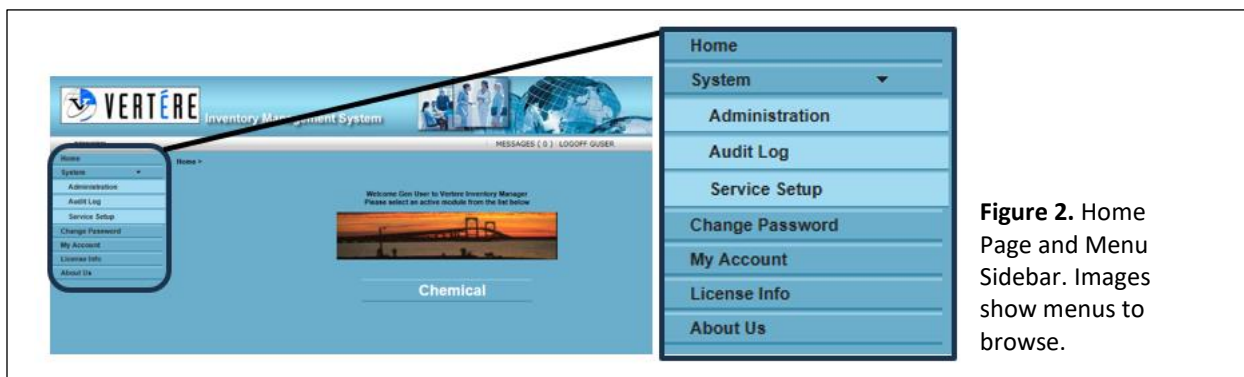 VERTÉRE Inventory Management System
MESSAGES ( 0 ) LOGOFF GUSER
Home
Home >
System
Administration
Audit Log
Service Setup
Change Password
My Account
License Info
About Us
Welcome Gen User to Vertere Inventory Manager
Please select an active module from the list below
Chemical
Home
System
Administration
Audit Log
Service Setup
Change Password
My Account
License Info
About Us
Figure 2. Home
Page and Menu
Sidebar. Images
show menus to
browse.